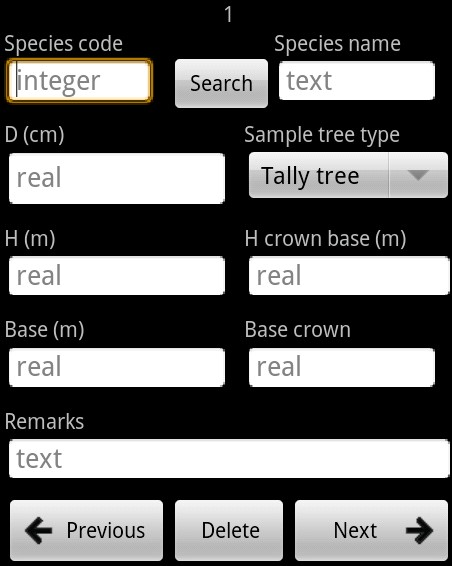 1
Species code Species name
integer Search text
D (cm) Sample tree type
real Tally tree
H (m) H crown base (m)
real real
Base (m) Base crown
real real
Remarks
text
Previous Delete Next